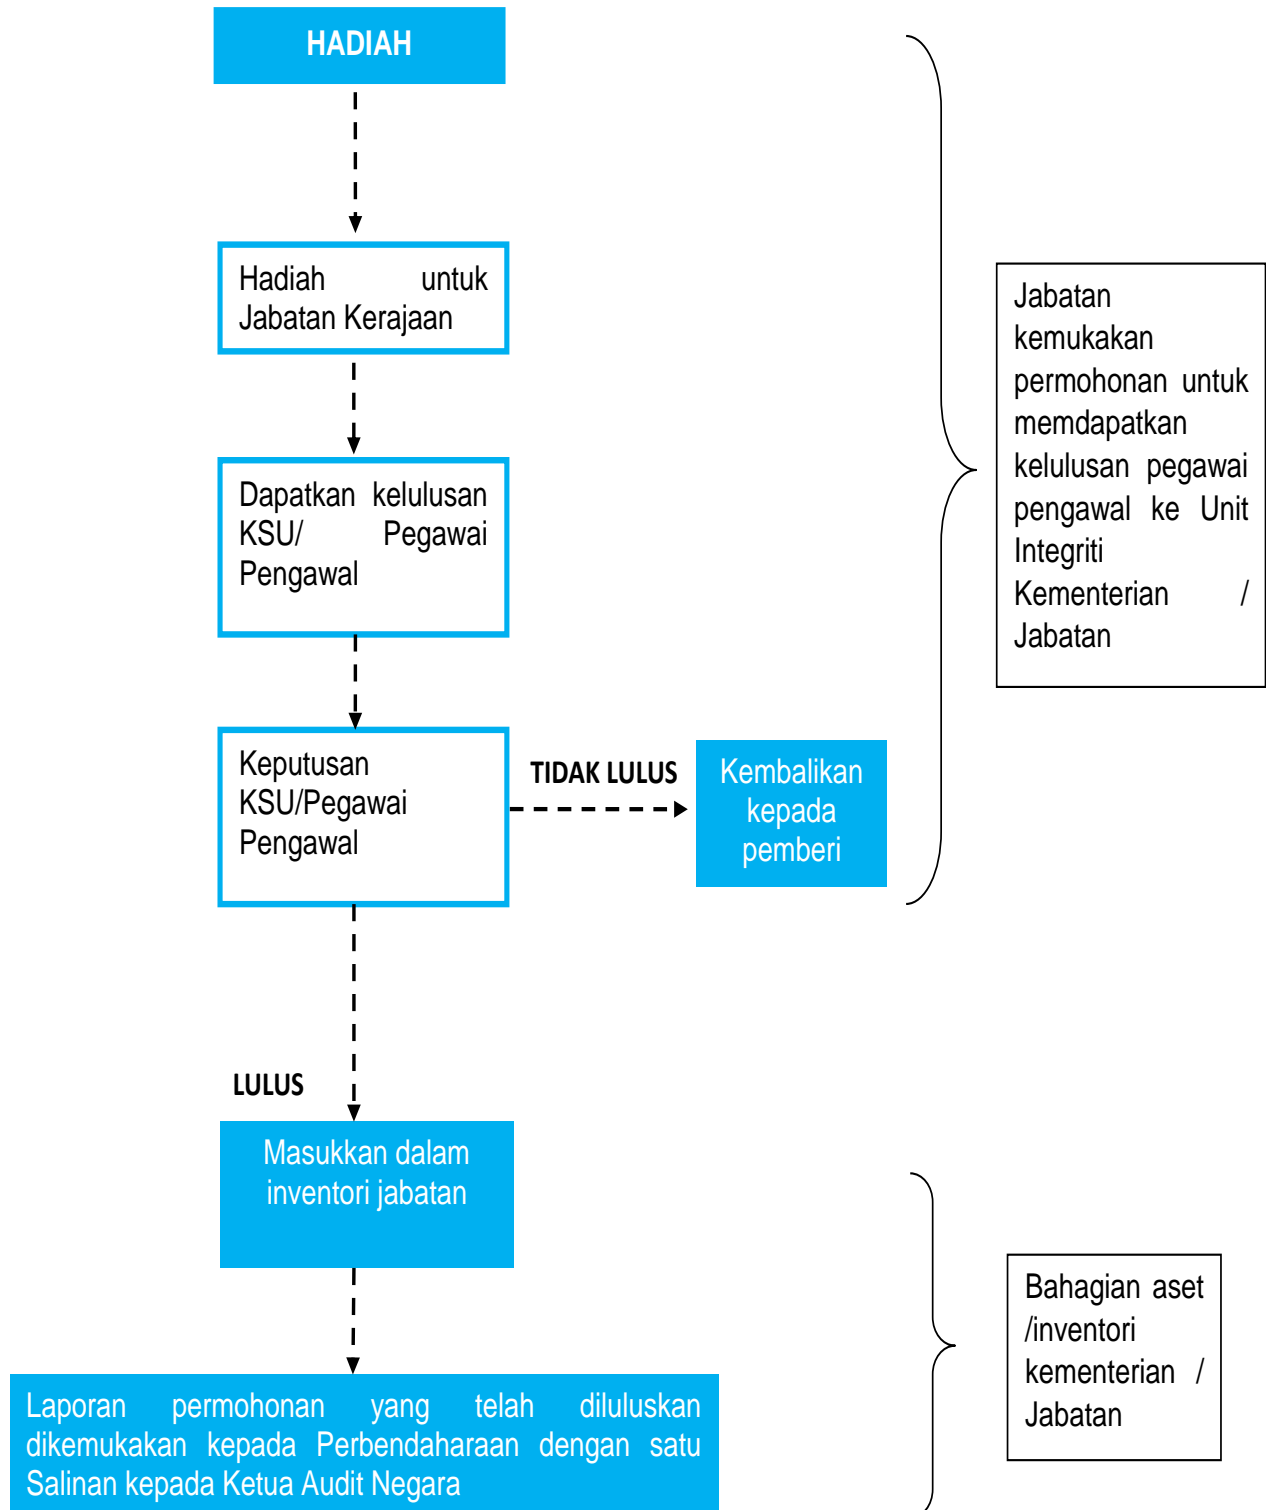 HADIAH
Hadiah untuk
Jabatan Kerajaan
Dapatkan kelulusan
KSU/ Pegawai
Pengawal
Keputusan
KSU/Pegawai
Pengawal
TIDAK LULUS
Kembalikan
kepada
pemberi
Jabatan
kemukakan
permohonan untuk
memdapatkan
kelulusan pegawai
pengawal ke Unit
Integriti
Kementerian /
Jabatan
LULUS
Masukkan dalam
inventori jabatan
Laporan permohonan yang telah diluluskan
dikemukakan kepada Perbendaharaan dengan satu
Salinan kepada Ketua Audit Negara
Bahagian aset
/inventori
kementerian /
Jabatan